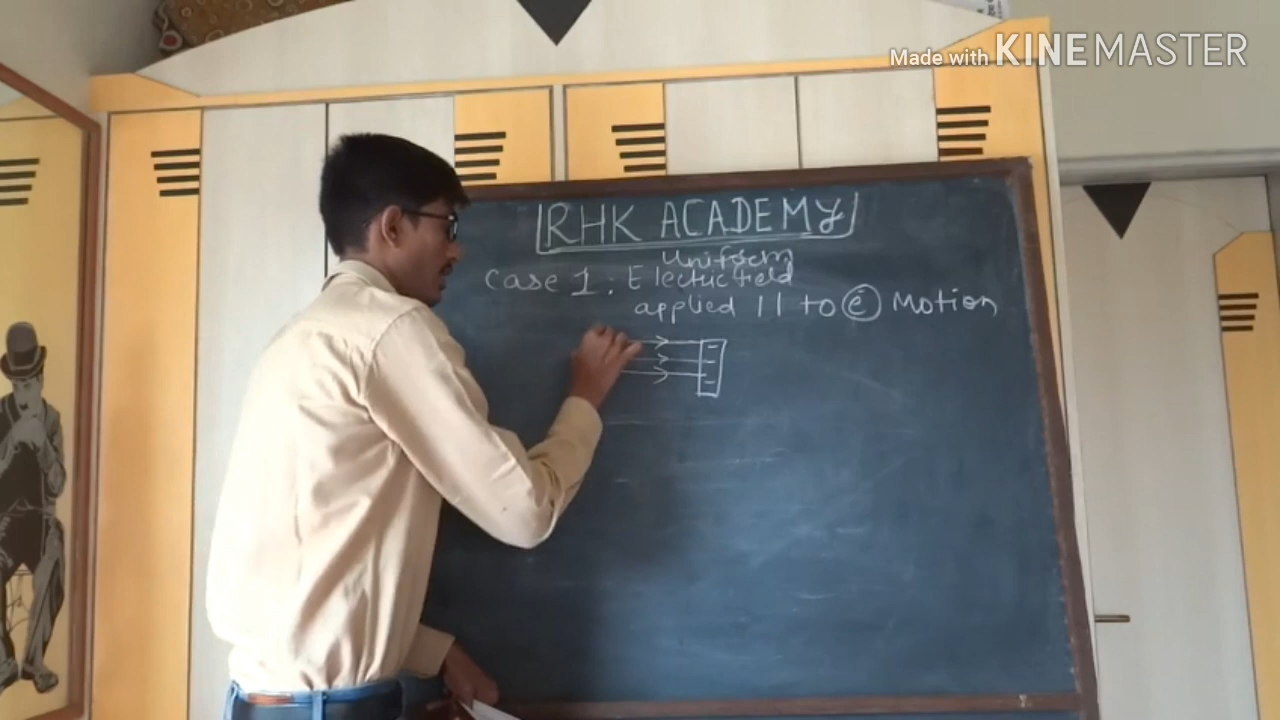 Made with KINEMASTER
RHK ACADEMY
Uniform
Case 1 : Electric field
applied || to e⁻ Motion